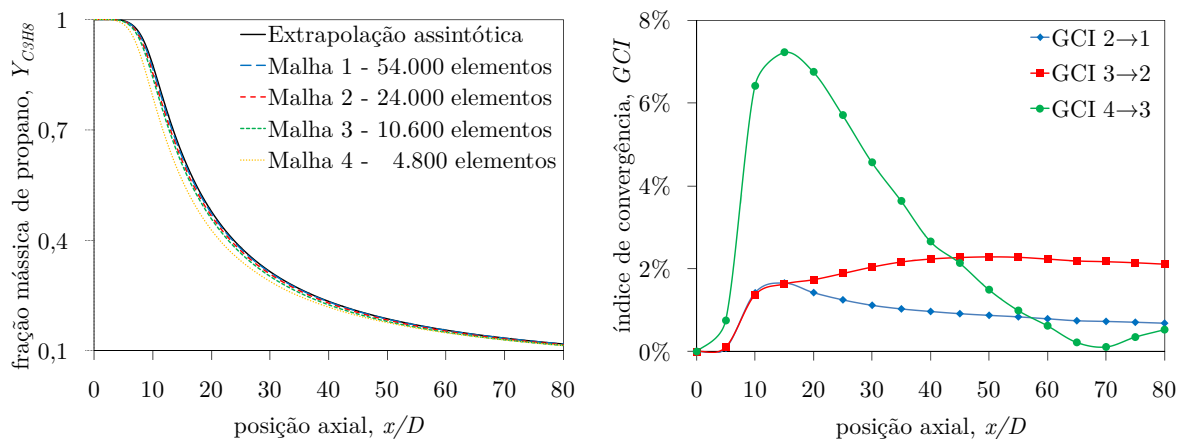 fração mássica de propano, Y_C3H8
1
0,7
0,4
0.1
Extrapolação assintótica
Malha 1 - 54.000 elementos
Malha 2 - 24.000 elementos
Malha 3 - 10.600 elementos
Malha 4 - 4.800 elementos
0 10 20 30 40 50 60 70 80
posição axial, x/D
índice de convergência, GCI
8%
6%
4%
2%
0%
GCI 2→1
GCI 3→2
GCI 4→3
0 10 20 30 40 50 60 70 80
posição axial, x/D